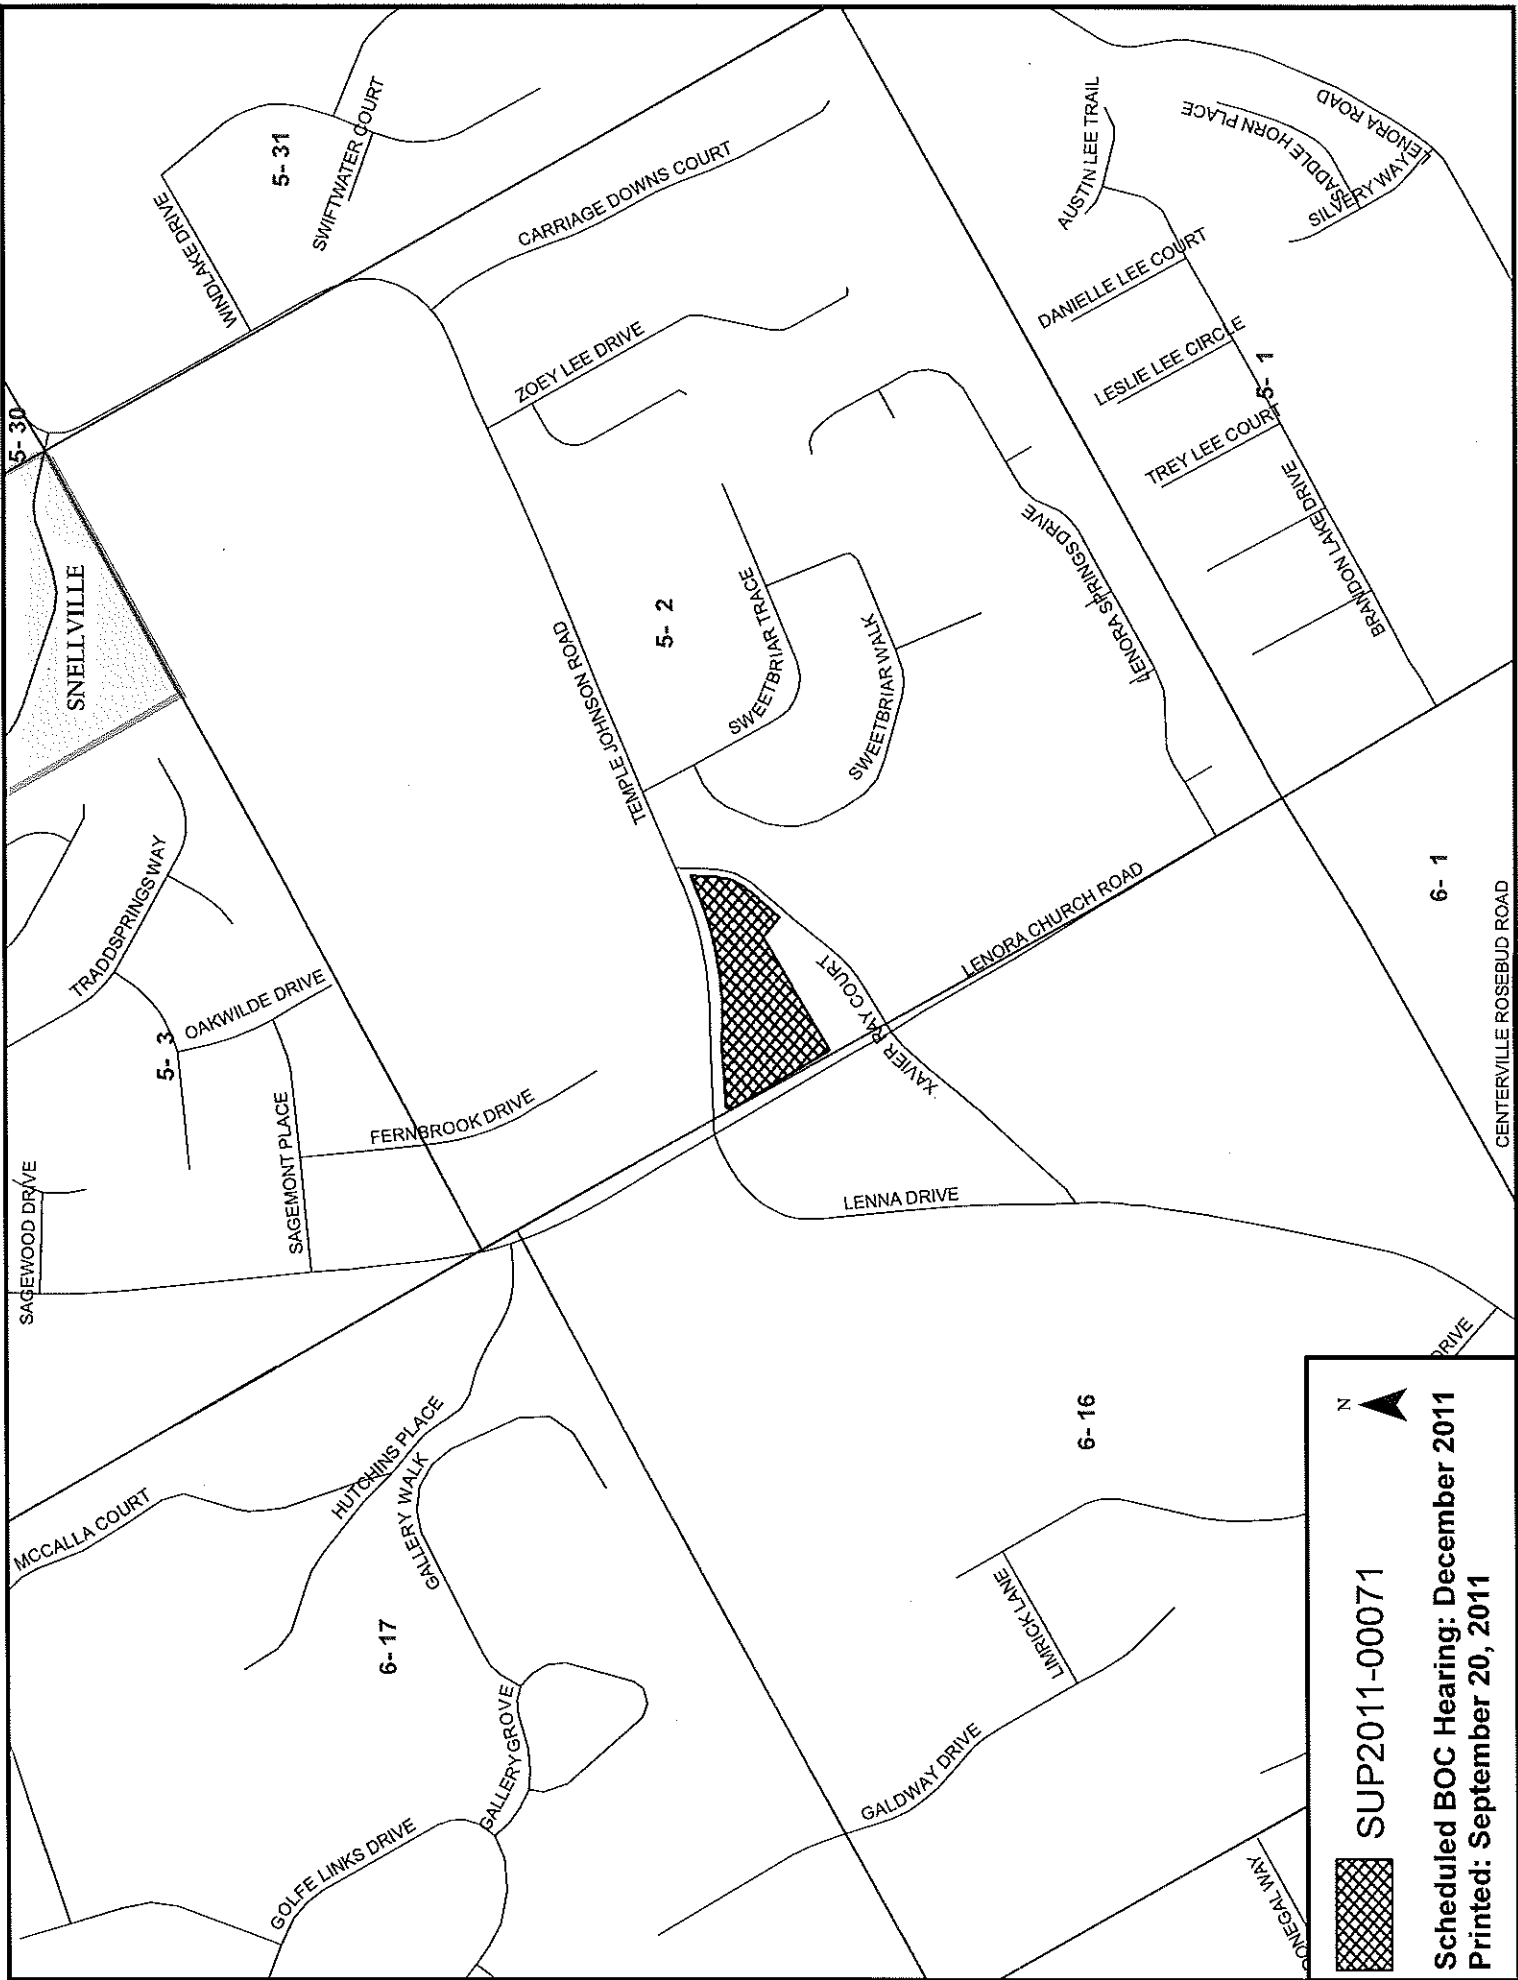 5-30
SNELLVILLE
WINDLAKE DRIVE
5-31
SWIFTWATER COURT
CARRIAGE DOWNS COURT
ZOEY LEE DRIVE
TEMPLE JOHNSON ROAD
5-2
SWEETBRIAR TRACE
SWEETBRIAR WALK
LENORA SPRINGS DRIVE
AUSTIN LEE TRAIL
SADDLE HORN PLACE
LENORA ROAD
SILVERY WAY
DANIELLE LEE COURT
LESLIE LEE CIRCLE
5-1
TREY LEE COURT
BRANDON LAKE DRIVE
TRADDSPRINGSWAY
OAKWILDE DRIVE
5-3
SAGEMONT PLACE
FERNBROOK DRIVE
SAGEWOOD DRIVE
XAVIER RAY COURT
LENORA CHURCH ROAD
LENNA DRIVE
6-1
CENTERVILLE ROSEBUD ROAD
MCCALLA COURT
HUTCHINS PLACE
GALLERY WALK
6-17
GALLERYGROVE
GOLFE LINKS DRIVE
6-16
LIMRICK LANE
GALDWAY DRIVE
DRIVE
ONEGAL WAY
N
SUP2011-00071
Scheduled BOC Hearing: December 2011
Printed: September 20, 2011